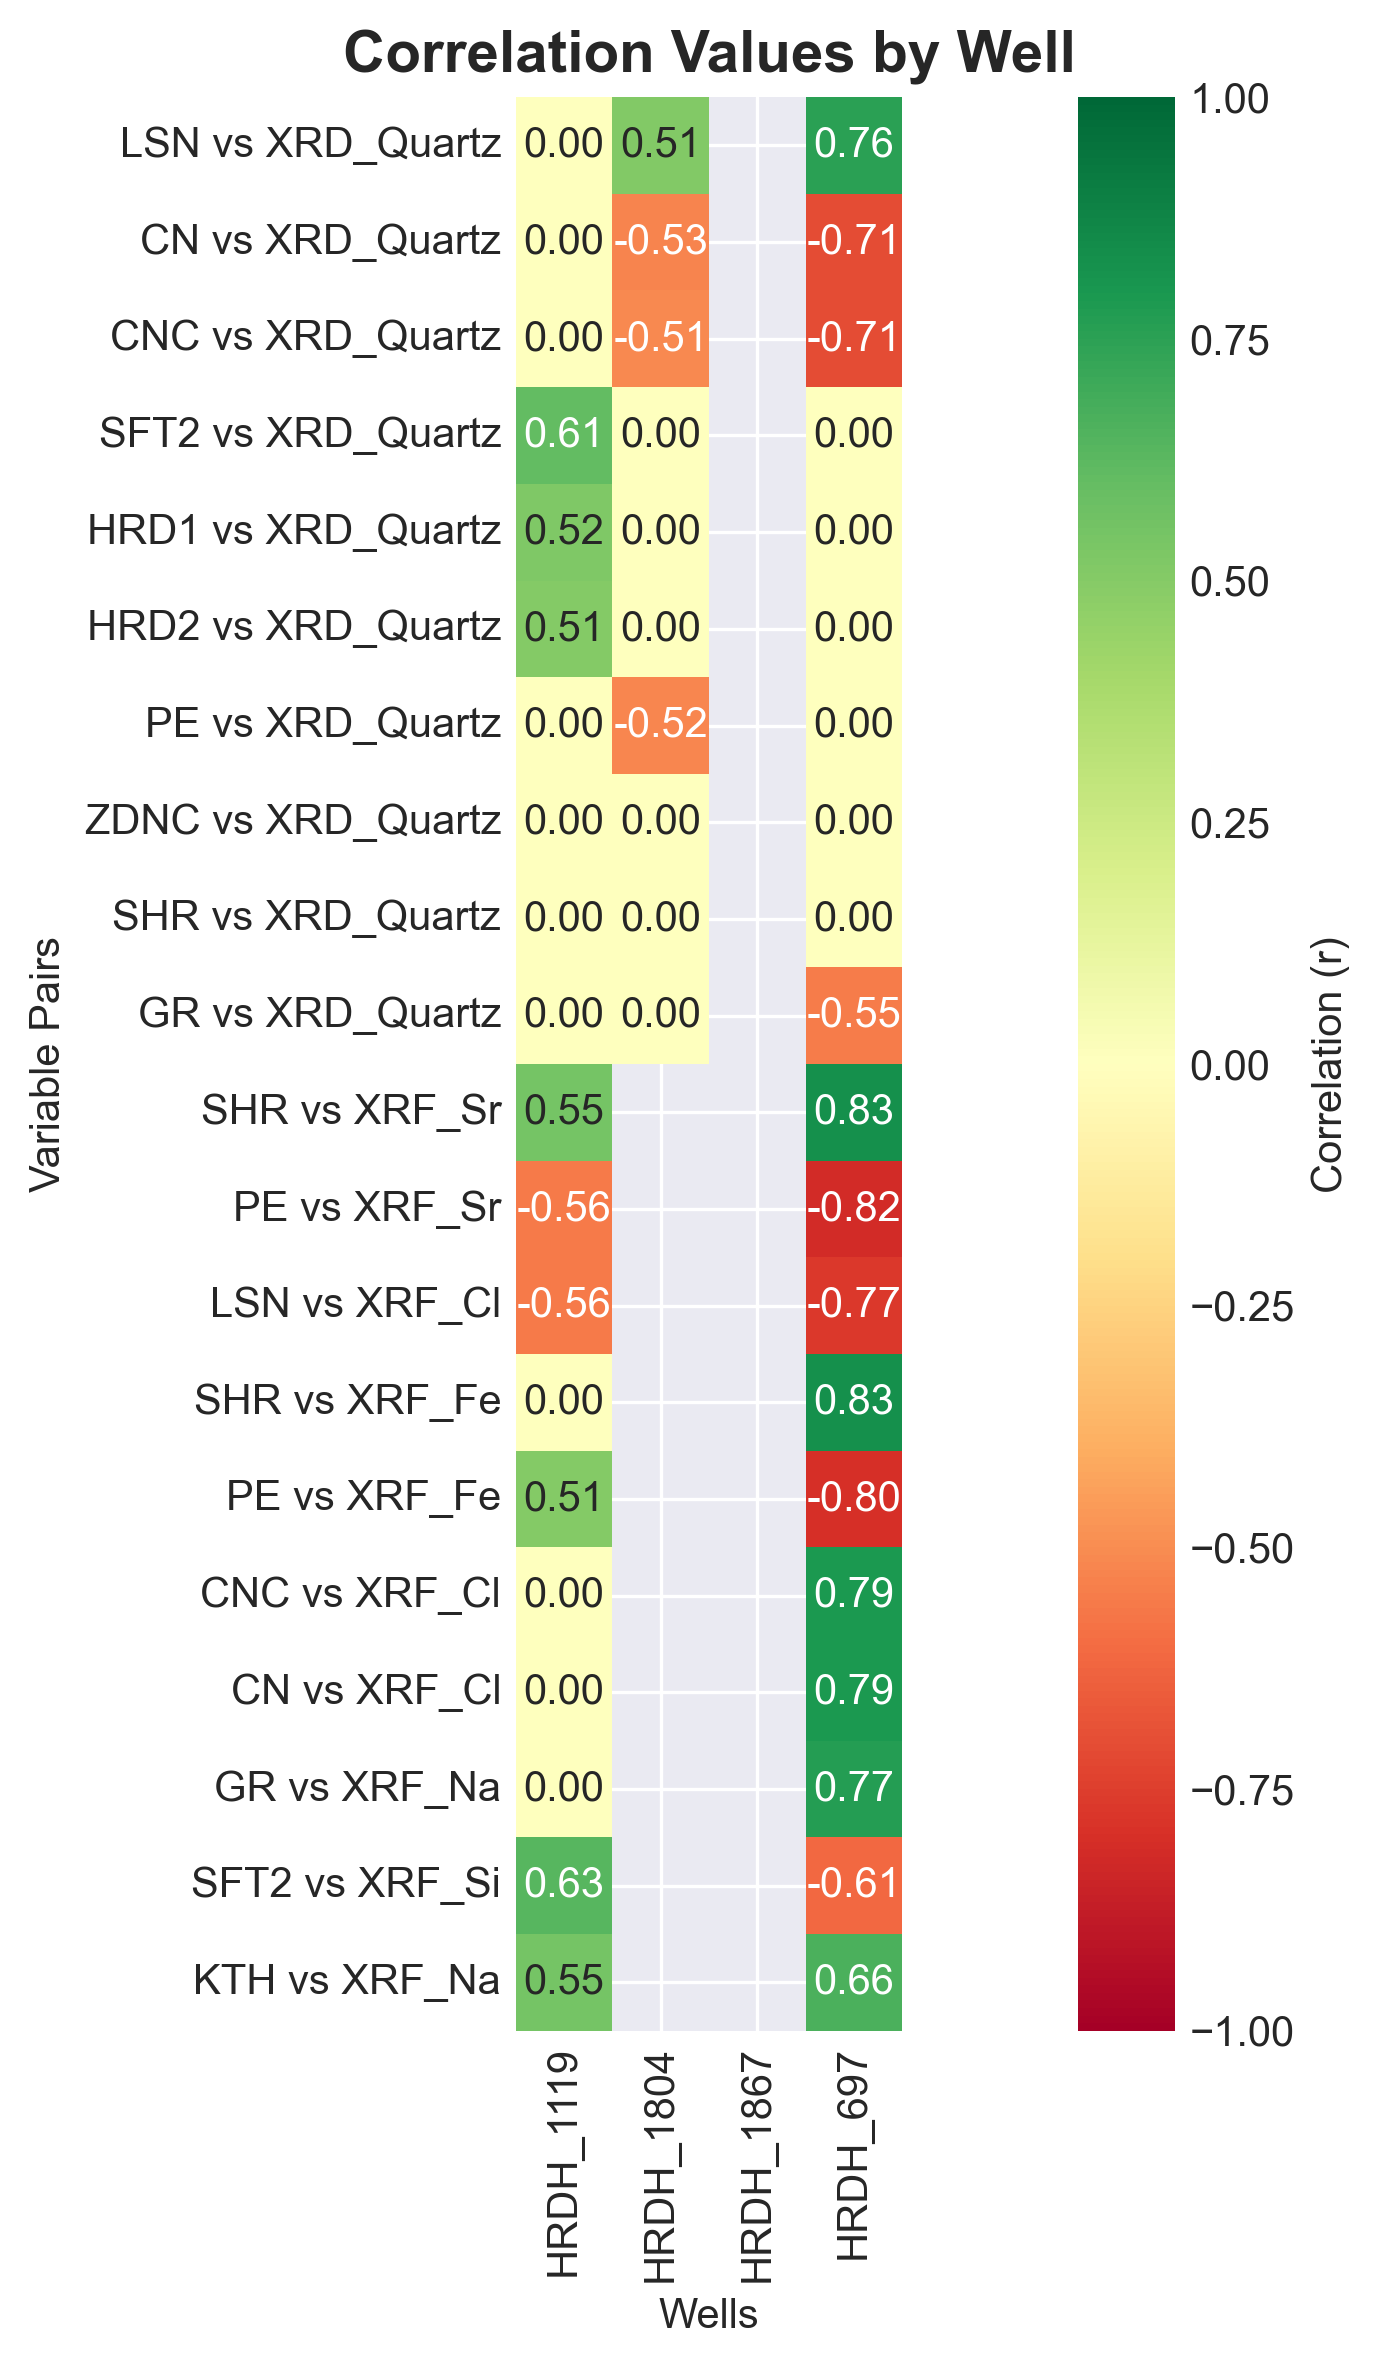 Correlation Values by Well
LSN vs XRD_Quartz 0.00 0.51 0.76
CN vs XRD_Quartz 0.00 -0.53 -0.71
CNC vs XRD_Quartz 0.00 -0.51 -0.71
SFT2 vs XRD_Quartz 0.61 0.00 0.00
HRD1 vs XRD_Quartz 0.52 0.00 0.00
HRD2 vs XRD_Quartz 0.51 0.00 0.00
PE vs XRD_Quartz 0.00 -0.52 0.00
ZDNC vs XRD_Quartz 0.00 0.00 0.00
SHR vs XRD_Quartz 0.00 0.00 0.00
GR vs XRD_Quartz 0.00 0.00 -0.55
SHR vs XRF_Sr 0.55 0.83
PE vs XRF_Sr -0.56 -0.82
LSN vs XRF_Cl -0.56 -0.77
SHR vs XRF_Fe 0.00 0.83
PE vs XRF_Fe 0.51 -0.80
CNC vs XRF_Cl 0.00 0.79
CN vs XRF_Cl 0.00 0.79
GR vs XRF_Na 0.00 0.77
SFT2 vs XRF_Si 0.63 -0.61
KTH vs XRF_Na 0.55 0.66
Variable Pairs
HRDH_1119
HRDH_1804
HRDH_1867
HRDH_697
Wells
1.00
0.75
0.50
0.25
0.00
−0.25
−0.50
−0.75
−1.00
Correlation (r)